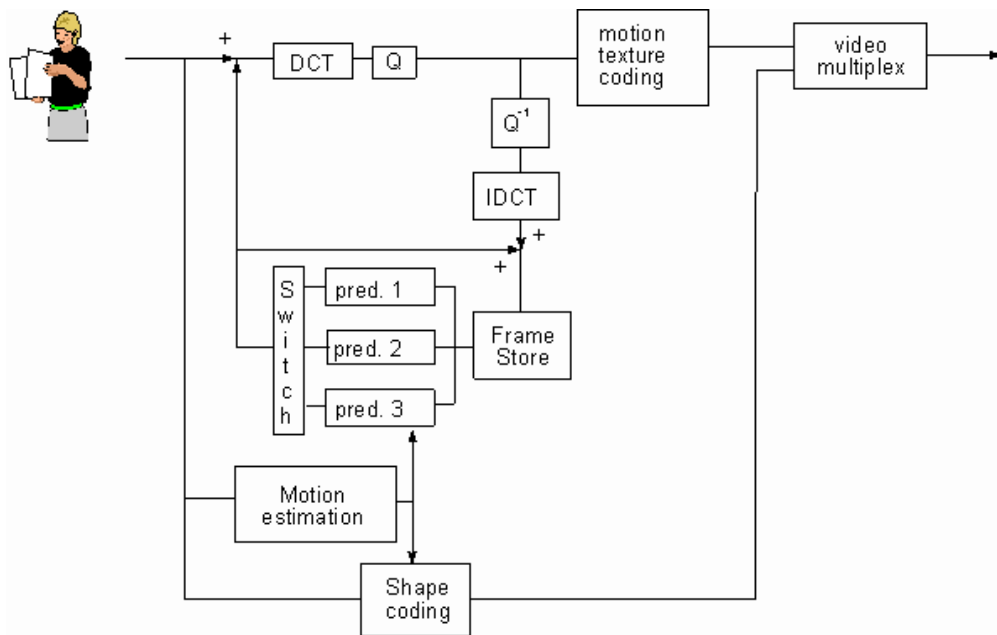 +
DCT
Q
motion
texture
coding
video
multiplex
Q-1
IDCT
+
+
Switch
pred. 1
pred. 2
pred. 3
Frame
Store
Motion
estimation
Shape
coding